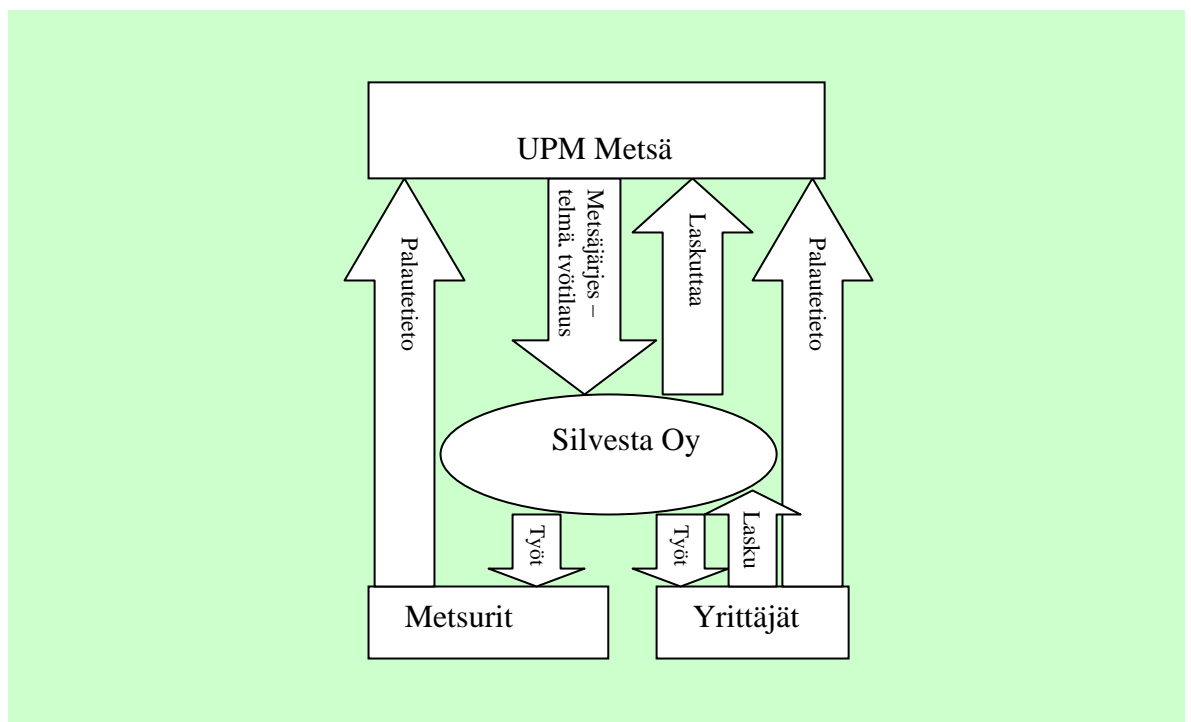 UPM Metsä
Palautetieto
Metsäjärjes –
telmä, työtilaus
Laskuttaa
Palautetieto
Silvesta Oy
Työt
Työt
Lasku
Metsurit
Yrittäjät